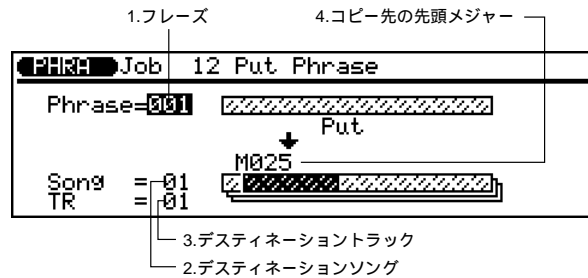 1.フレーズ
4.コピー先の先頭メジャー
PHRA Job 12 Put Phrase
Phrase=001
Put
M025
Song =01
TR =01
3.デスティネーショントラック
2.デスティネーションソング